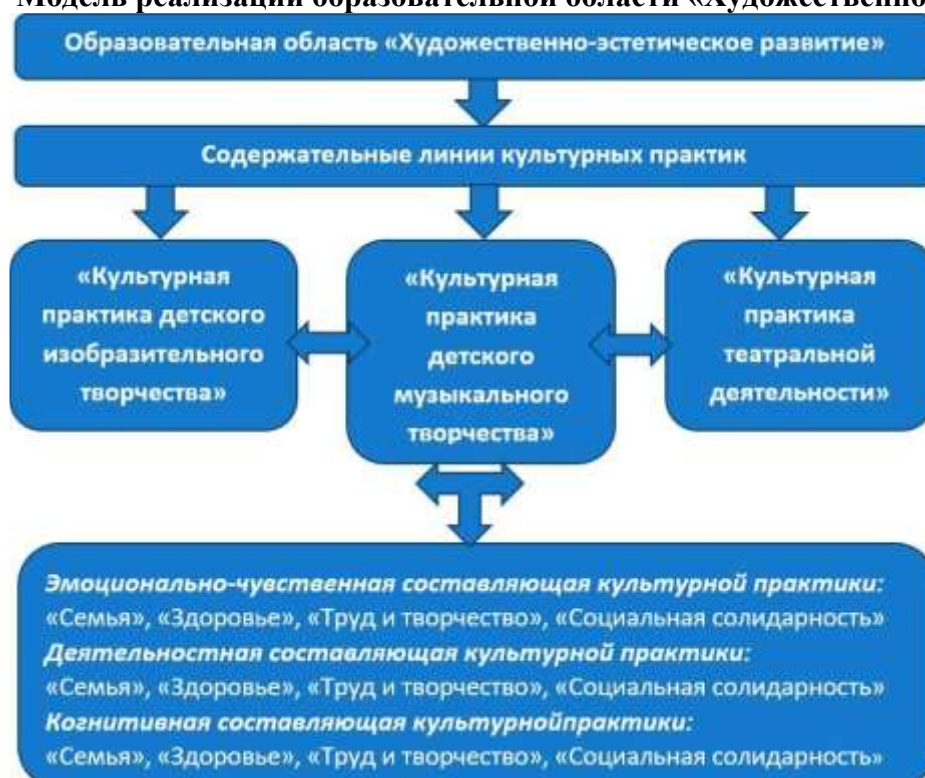 Модель реализации образовательной области «Художественно
Образовательная область «Художественно-эстетическое развитие»
Содержательные линии культурных практик
«Культурная
практика детского
изобразительного
творчества»
«Культурная
практика
детского
музыкального
творчества»
«Культурная
практика
театральной
деятельности»
Эмоционально-чувственная составляющая культурной практики:
«Семья», «Здоровье», «Труд и творчество», «Социальная солидарность»
Деятельностная составляющая культурной практики:
«Семья», «Здоровье», «Труд и творчество», «Социальная солидарность»
Когнитивная составляющая культурнойпрактики:
«Семья», «Здоровье», «Труд и творчество», «Социальная солидарность»